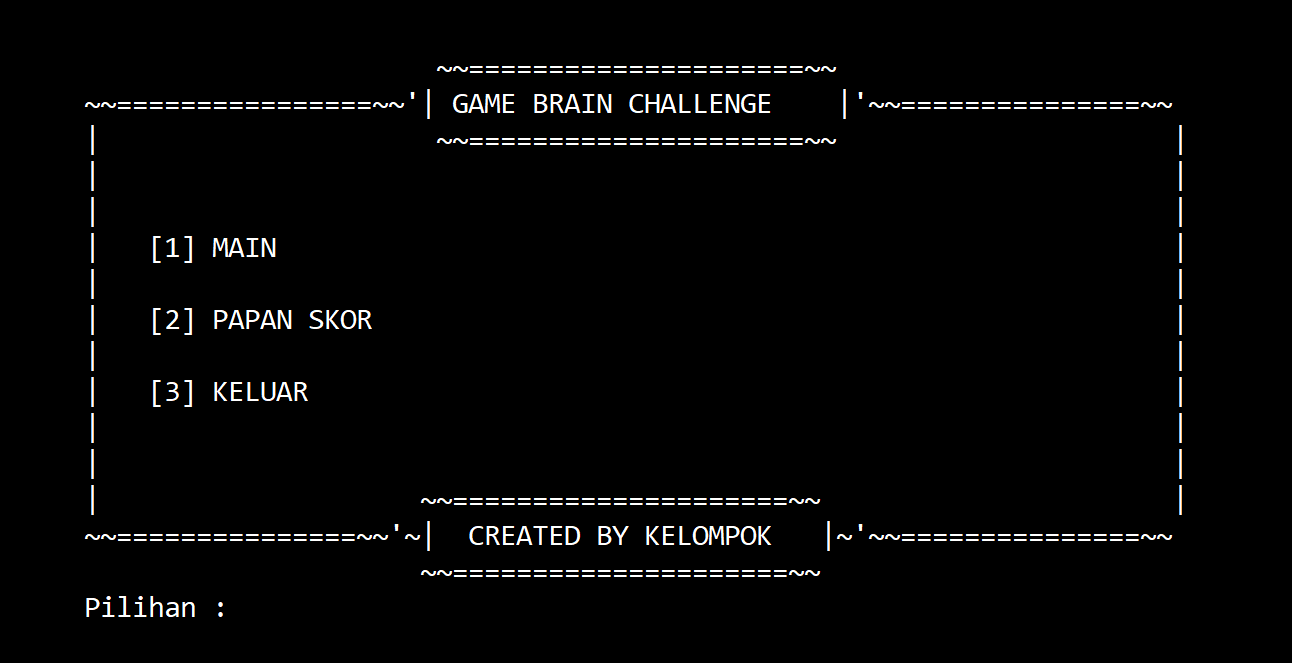 ~~=====================~~
~~================~~'| GAME BRAIN CHALLENGE    |'~~===============~~
|                     ~~=====================~~                     |
|                                                                   |
|                                                                   |
|   [1] MAIN                                                        |
|                                                                   |
|   [2] PAPAN SKOR                                                  |
|                                                                   |
|   [3] KELUAR                                                      |
|                                                                   |
|                                                                   |
|                    ~~=====================~~                      |
~~===============~~'~|  CREATED BY KELOMPOK   |~'~~===============~~
~~=====================~~
Pilihan :